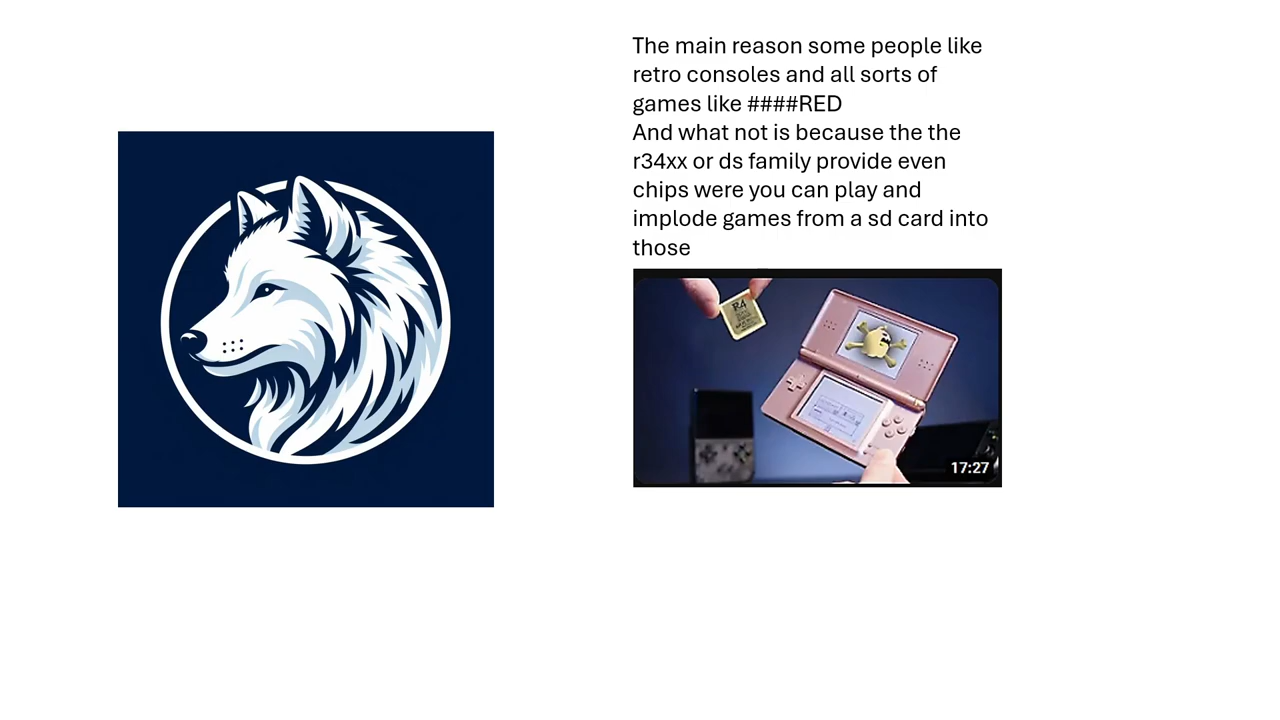 The main reason some people like
retro consoles and all sorts of
games like ####RED
And what not is because the the
r34xx or ds family provide even
chips were you can play and
implode games from a sd card into
those
R4
17:27